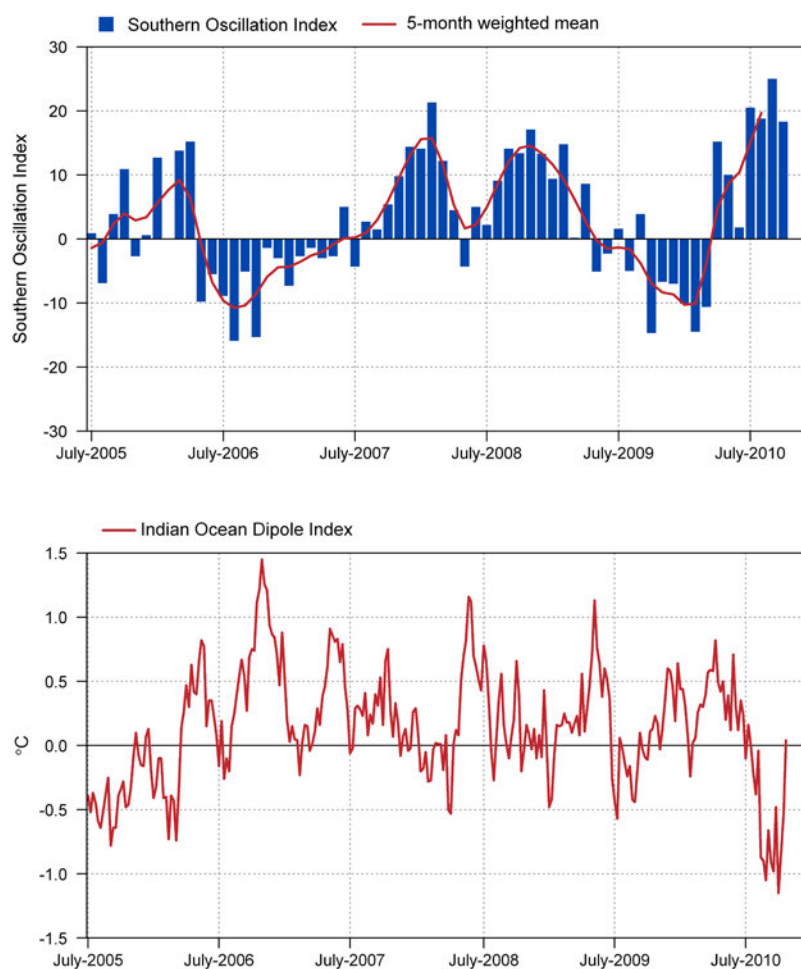 Southern Oscillation Index 5-month weighted mean
30
20
10
0
-10
-20
-30
Southern Oscillation Index
July-2005 July-2006 July-2007 July-2008 July-2009 July-2010
Indian Ocean Dipole Index
1.5
1.0
0.5
0.0
-0.5
-1.0
-1.5
°C
July-2005 July-2006 July-2007 July-2008 July-2009 July-2010